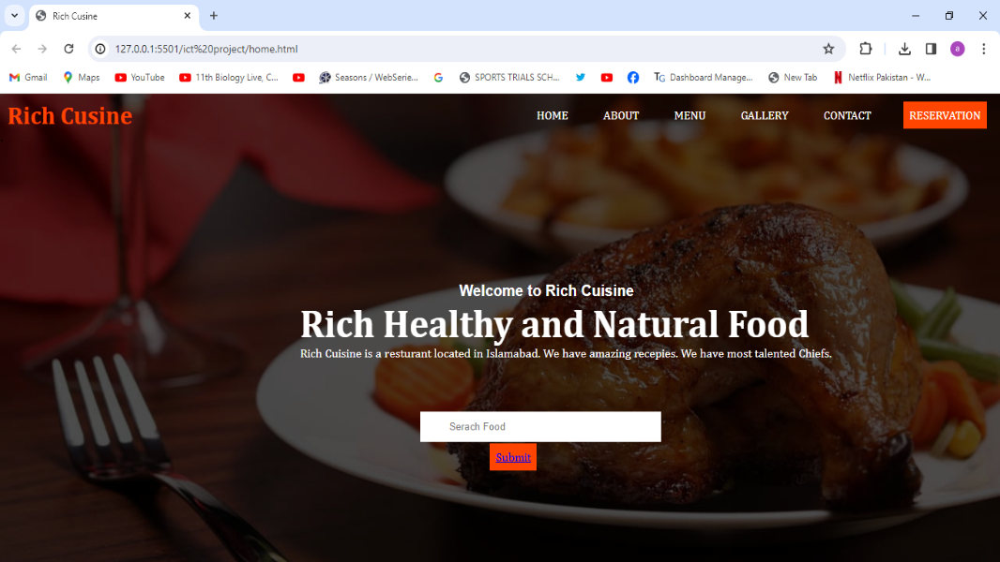 Rich Cusine
127.0.0.1:5501/ict%20project/home.html
a
Gmail Maps YouTube 11th Biology Live, C... Seasons / WebSerie... SPORTS TRIALS SCH... TG Dashboard Manage... New Tab Netflix Pakistan - W...
Rich Cusine HOME ABOUT MENU GALLERY CONTACT RESERVATION
Welcome to Rich Cuisine
Rich Healthy and Natural Food
Rich Cuisine is a resturant located in Islamabad. We have amazing recepies. We have most talented Chiefs.
Serach Food
Submit